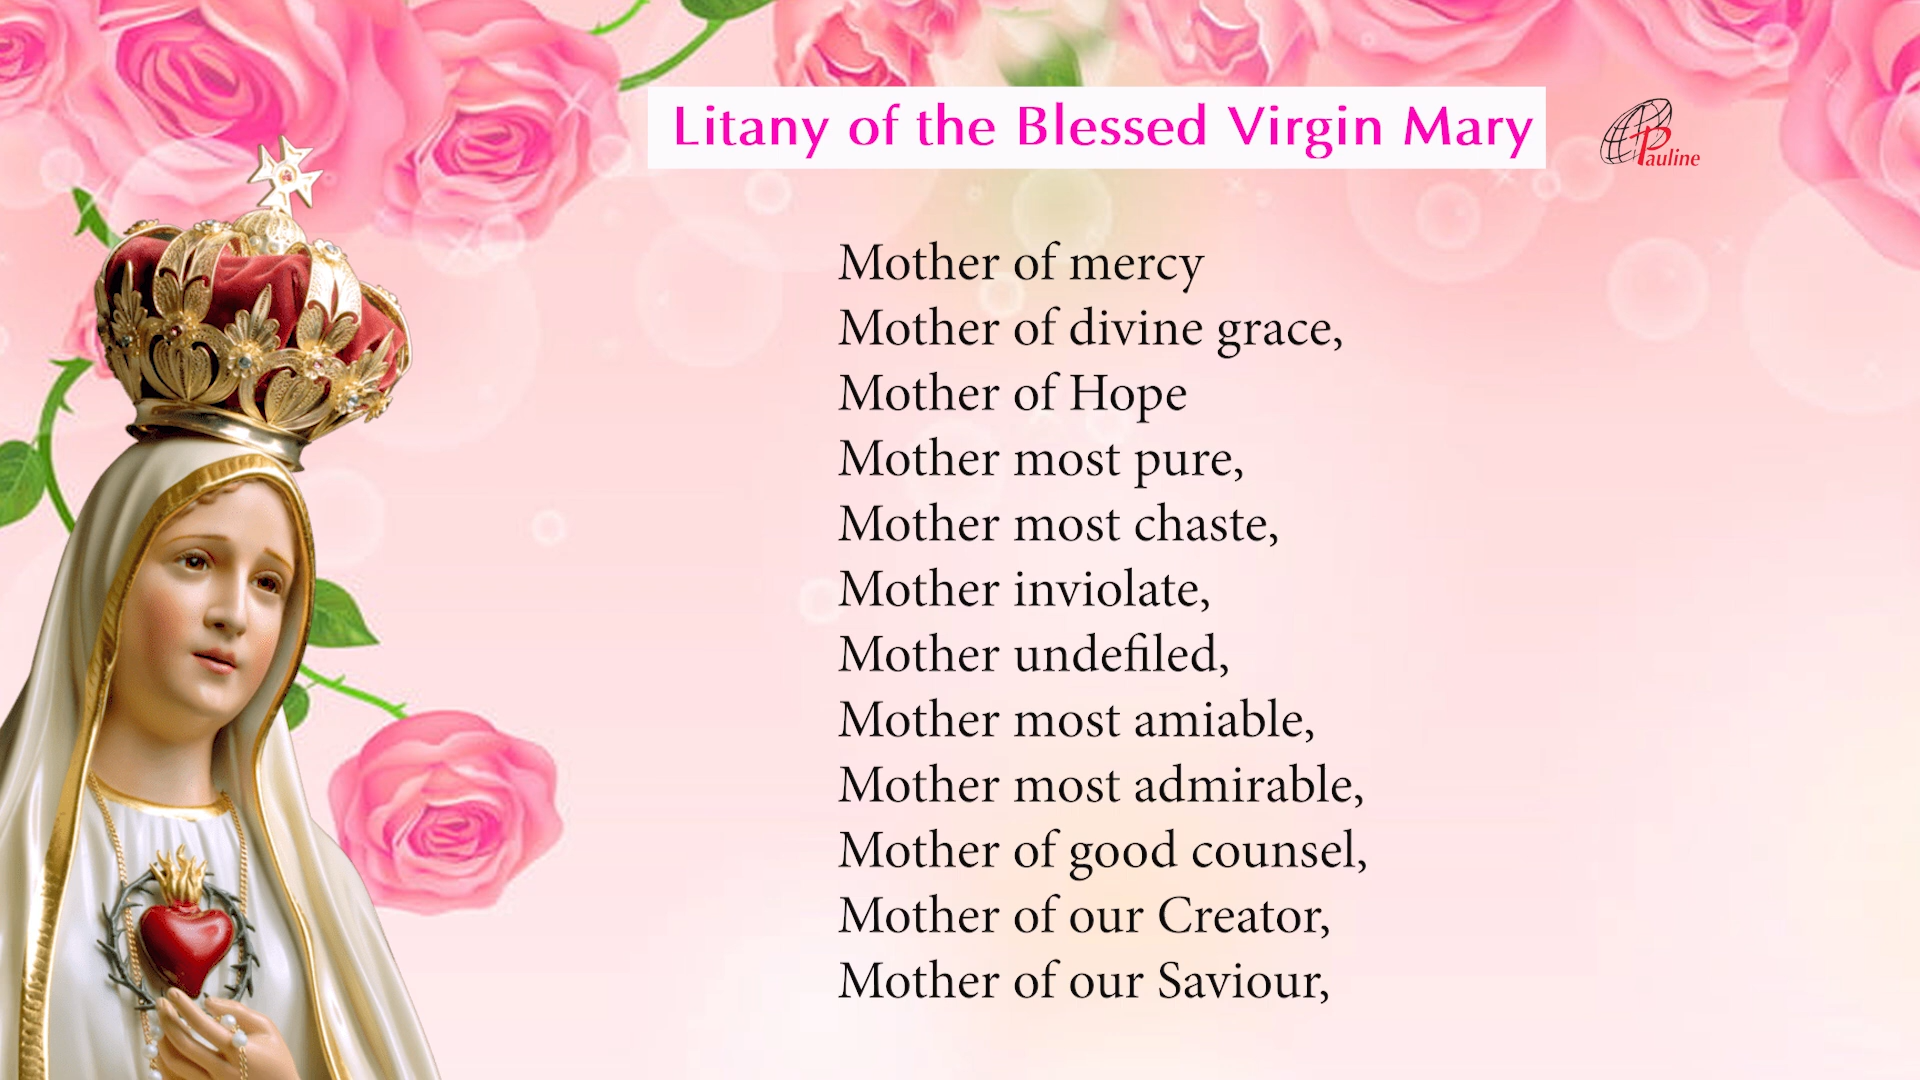 Litany of the Blessed Virgin Mary
Pauline
Mother of mercy
Mother of divine grace,
Mother of Hope
Mother most pure,
Mother most chaste,
Mother inviolate,
Mother undefiled,
Mother most amiable,
Mother most admirable,
Mother of good counsel,
Mother of our Creator,
Mother of our Saviour,